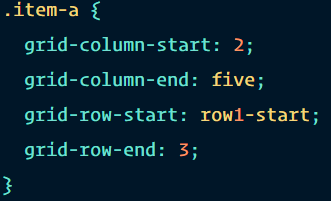 .item-a {
  grid-column-start: 2;
  grid-column-end: five;
  grid-row-start: row1-start;
  grid-row-end: 3;
}